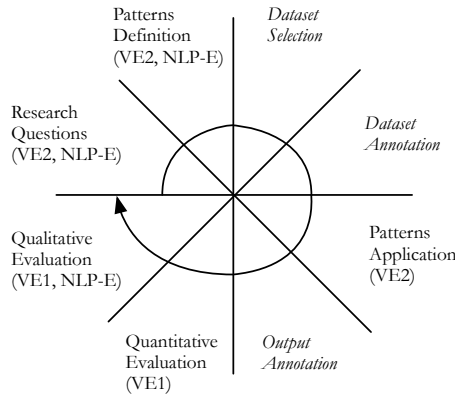 Patterns
Definition
(VE2, NLP-E)
Dataset
Selection
Research
Questions
(VE2, NLP-E)
Dataset
Annotation
Qualitative
Evaluation
(VE1, NLP-E)
Patterns
Application
(VE2)
Quantitative
Evaluation
(VE1)
Output
Annotation